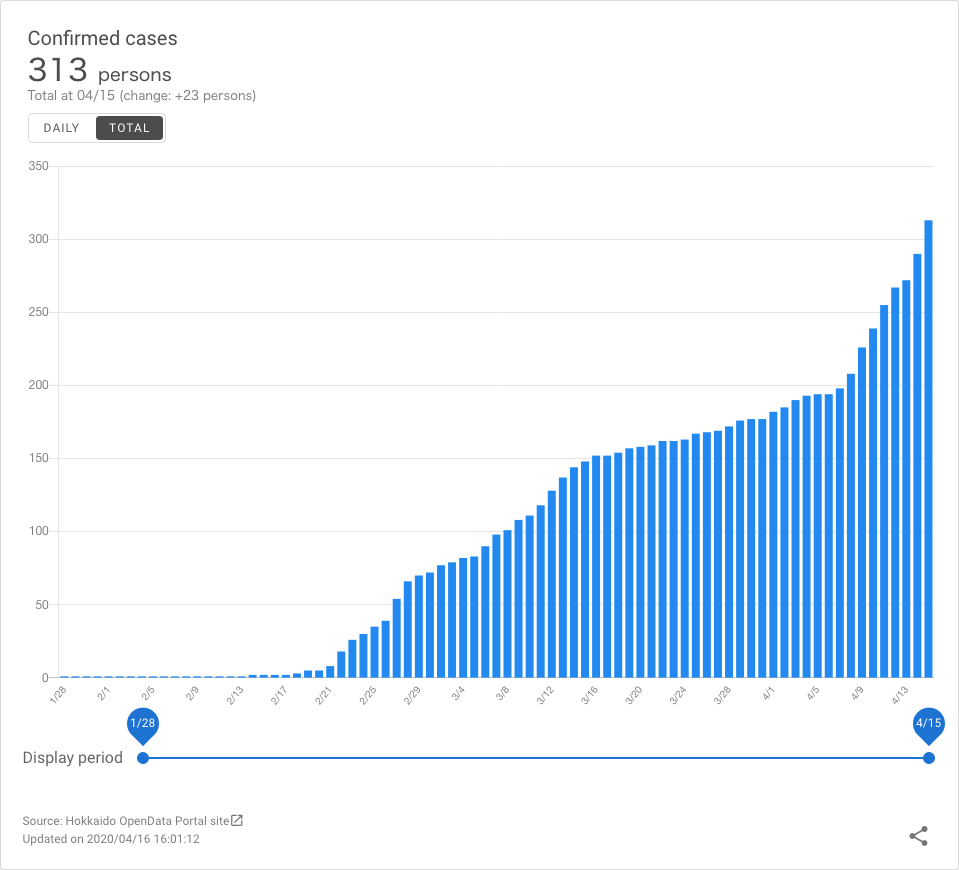 Confirmed cases
313 persons
Total at 04/15 (change: +23 persons)
DAILY TOTAL
350
300
250
200
150
100
50
0
1/28 2/1 2/5 2/9 2/13 2/17 2/21 2/25 2/29 3/4 3/8 3/12 3/16 3/20 3/24 3/28 4/1 4/5 4/9 4/13
1/28 4/15
Display period
Source: Hokkaido OpenData Portal site
Updated on 2020/04/16 16:01:12